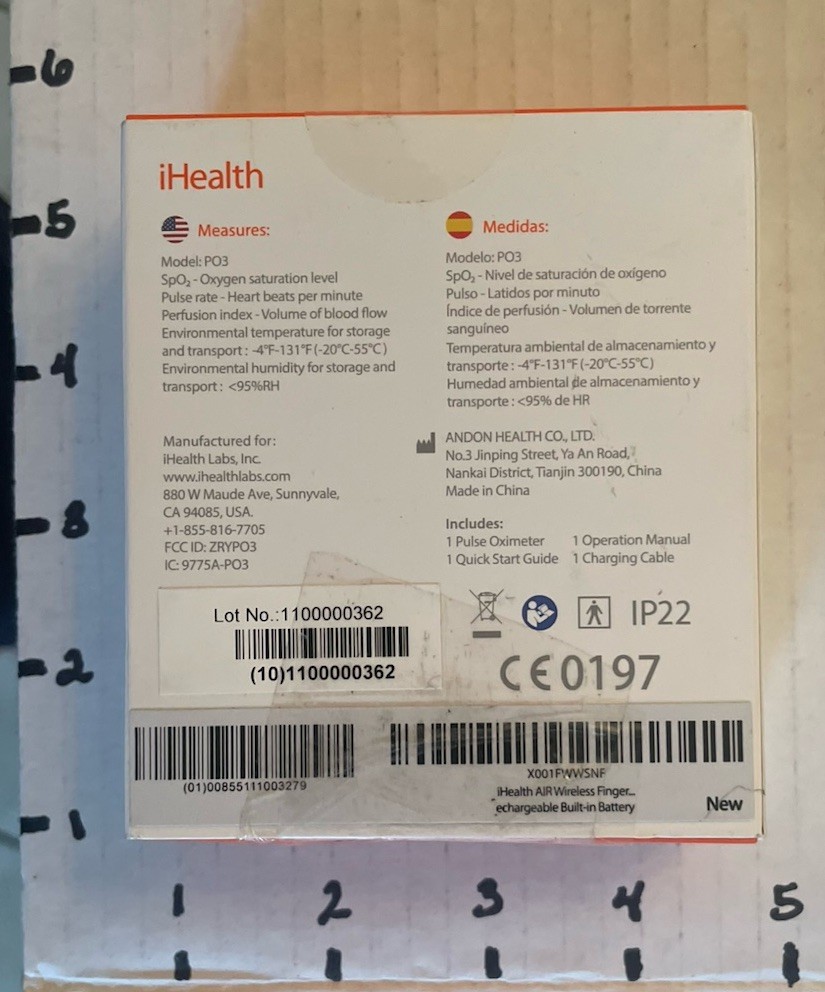 6
5
4
3
2
1
iHealth
Measures:
Model: PO3
SpO₂ - Oxygen saturation level
Pulse rate - Heart beats per minute
Perfusion index - Volume of blood flow
Environmental temperature for storage
and transport : -4°F-131°F (-20°C-55°C)
Environmental humidity for storage and
transport : <95%RH
Manufactured for:
iHealth Labs, Inc.
www.ihealthlabs.com
880 W Maude Ave, Sunnyvale,
CA 94085, USA.
+1-855-816-7705
FCC ID: ZRYPO3
IC: 9775A-PO3
Medidas:
Modelo: PO3
SpO₂ - Nivel de saturación de oxígeno
Pulso - Latidos por minuto
Índice de perfusión - Volumen de torrente
sanguíneo
Temperatura ambiental de almacenamiento y
transporte : -4°F-131°F (-20°C-55°C)
Humedad ambiental de almacenamiento y
transporte : <95% de HR
ANDON HEALTH CO., LTD.
No.3 Jinping Street, Ya An Road,
Nankai District, Tianjin 300190, China
Made in China
Includes:
1 Pulse Oximeter 1 Operation Manual
1 Quick Start Guide 1 Charging Cable
Lot No.:1100000362
(10)1100000362
IP22
CE0197
(01)00855111003279
X001FWWSNF
iHealth AIR Wireless Finger...
echargeable Built-in Battery
New
1 2 3 4 5